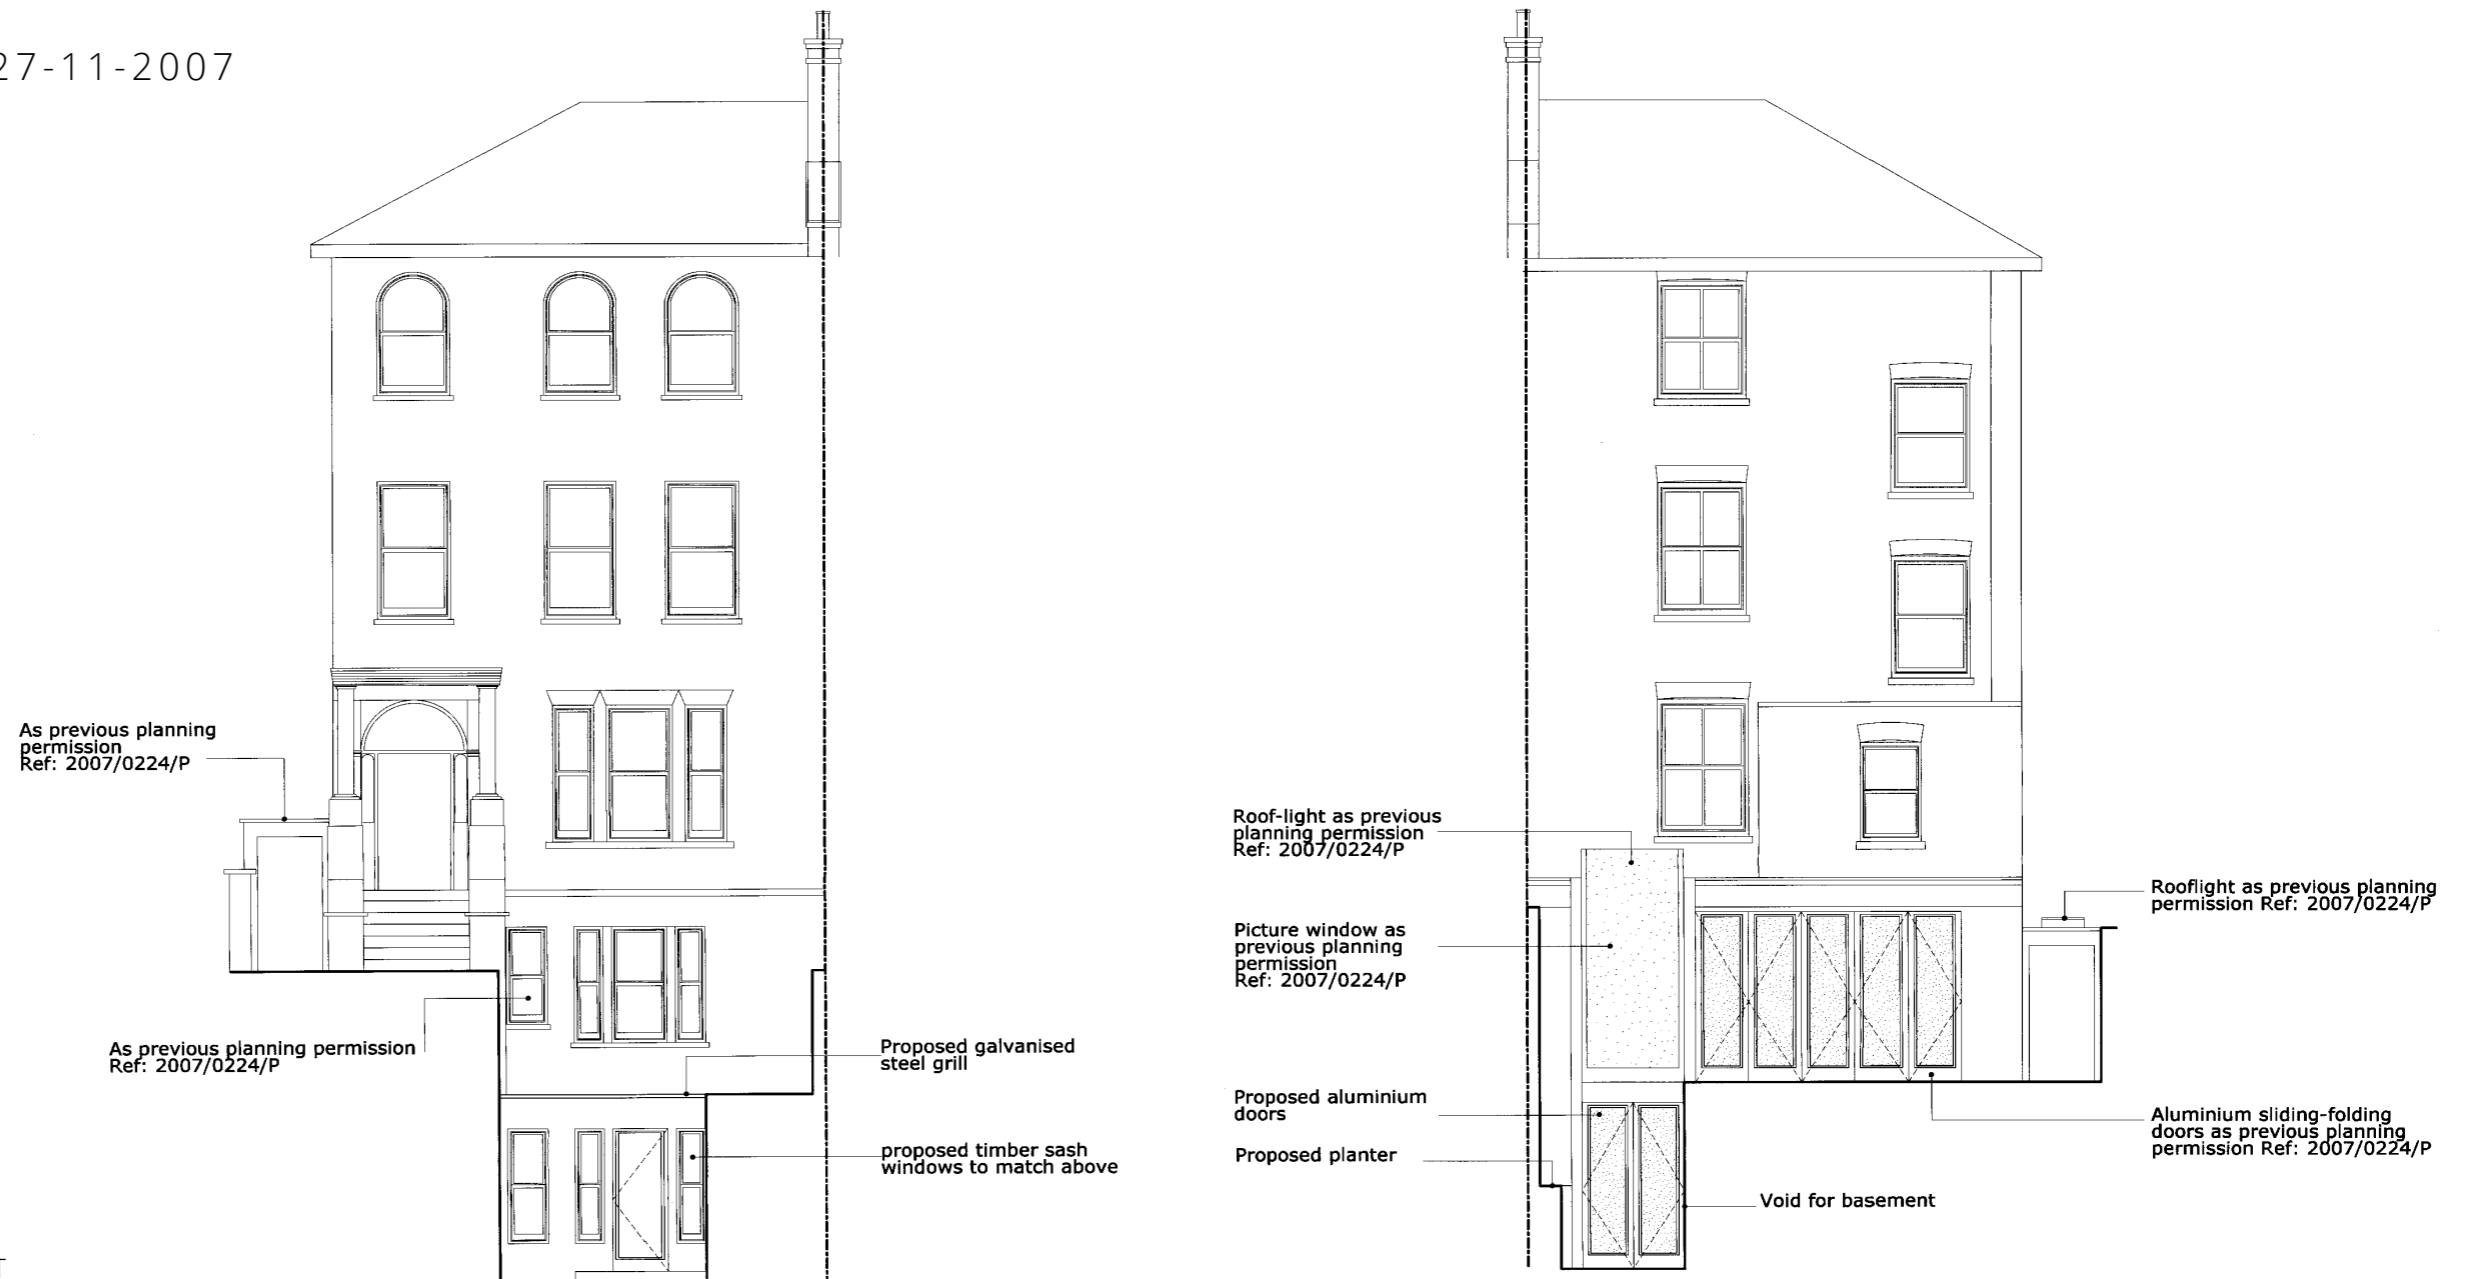 27-11-2007
As previous planning
permission
Ref: 2007/0224/P
As previous planning permission
Ref: 2007/0224/P
Proposed galvanised
steel grill
proposed timber sash
windows to match above
Roof-light as previous
planning permission
Ref: 2007/0224/P
Picture window as
previous planning
permission
Ref: 2007/0224/P
Proposed aluminium
doors
Proposed planter
Rooflight as previous planning
permission Ref: 2007/0224/P
Aluminium sliding-folding
doors as previous planning
permission Ref: 2007/0224/P
Void for basement